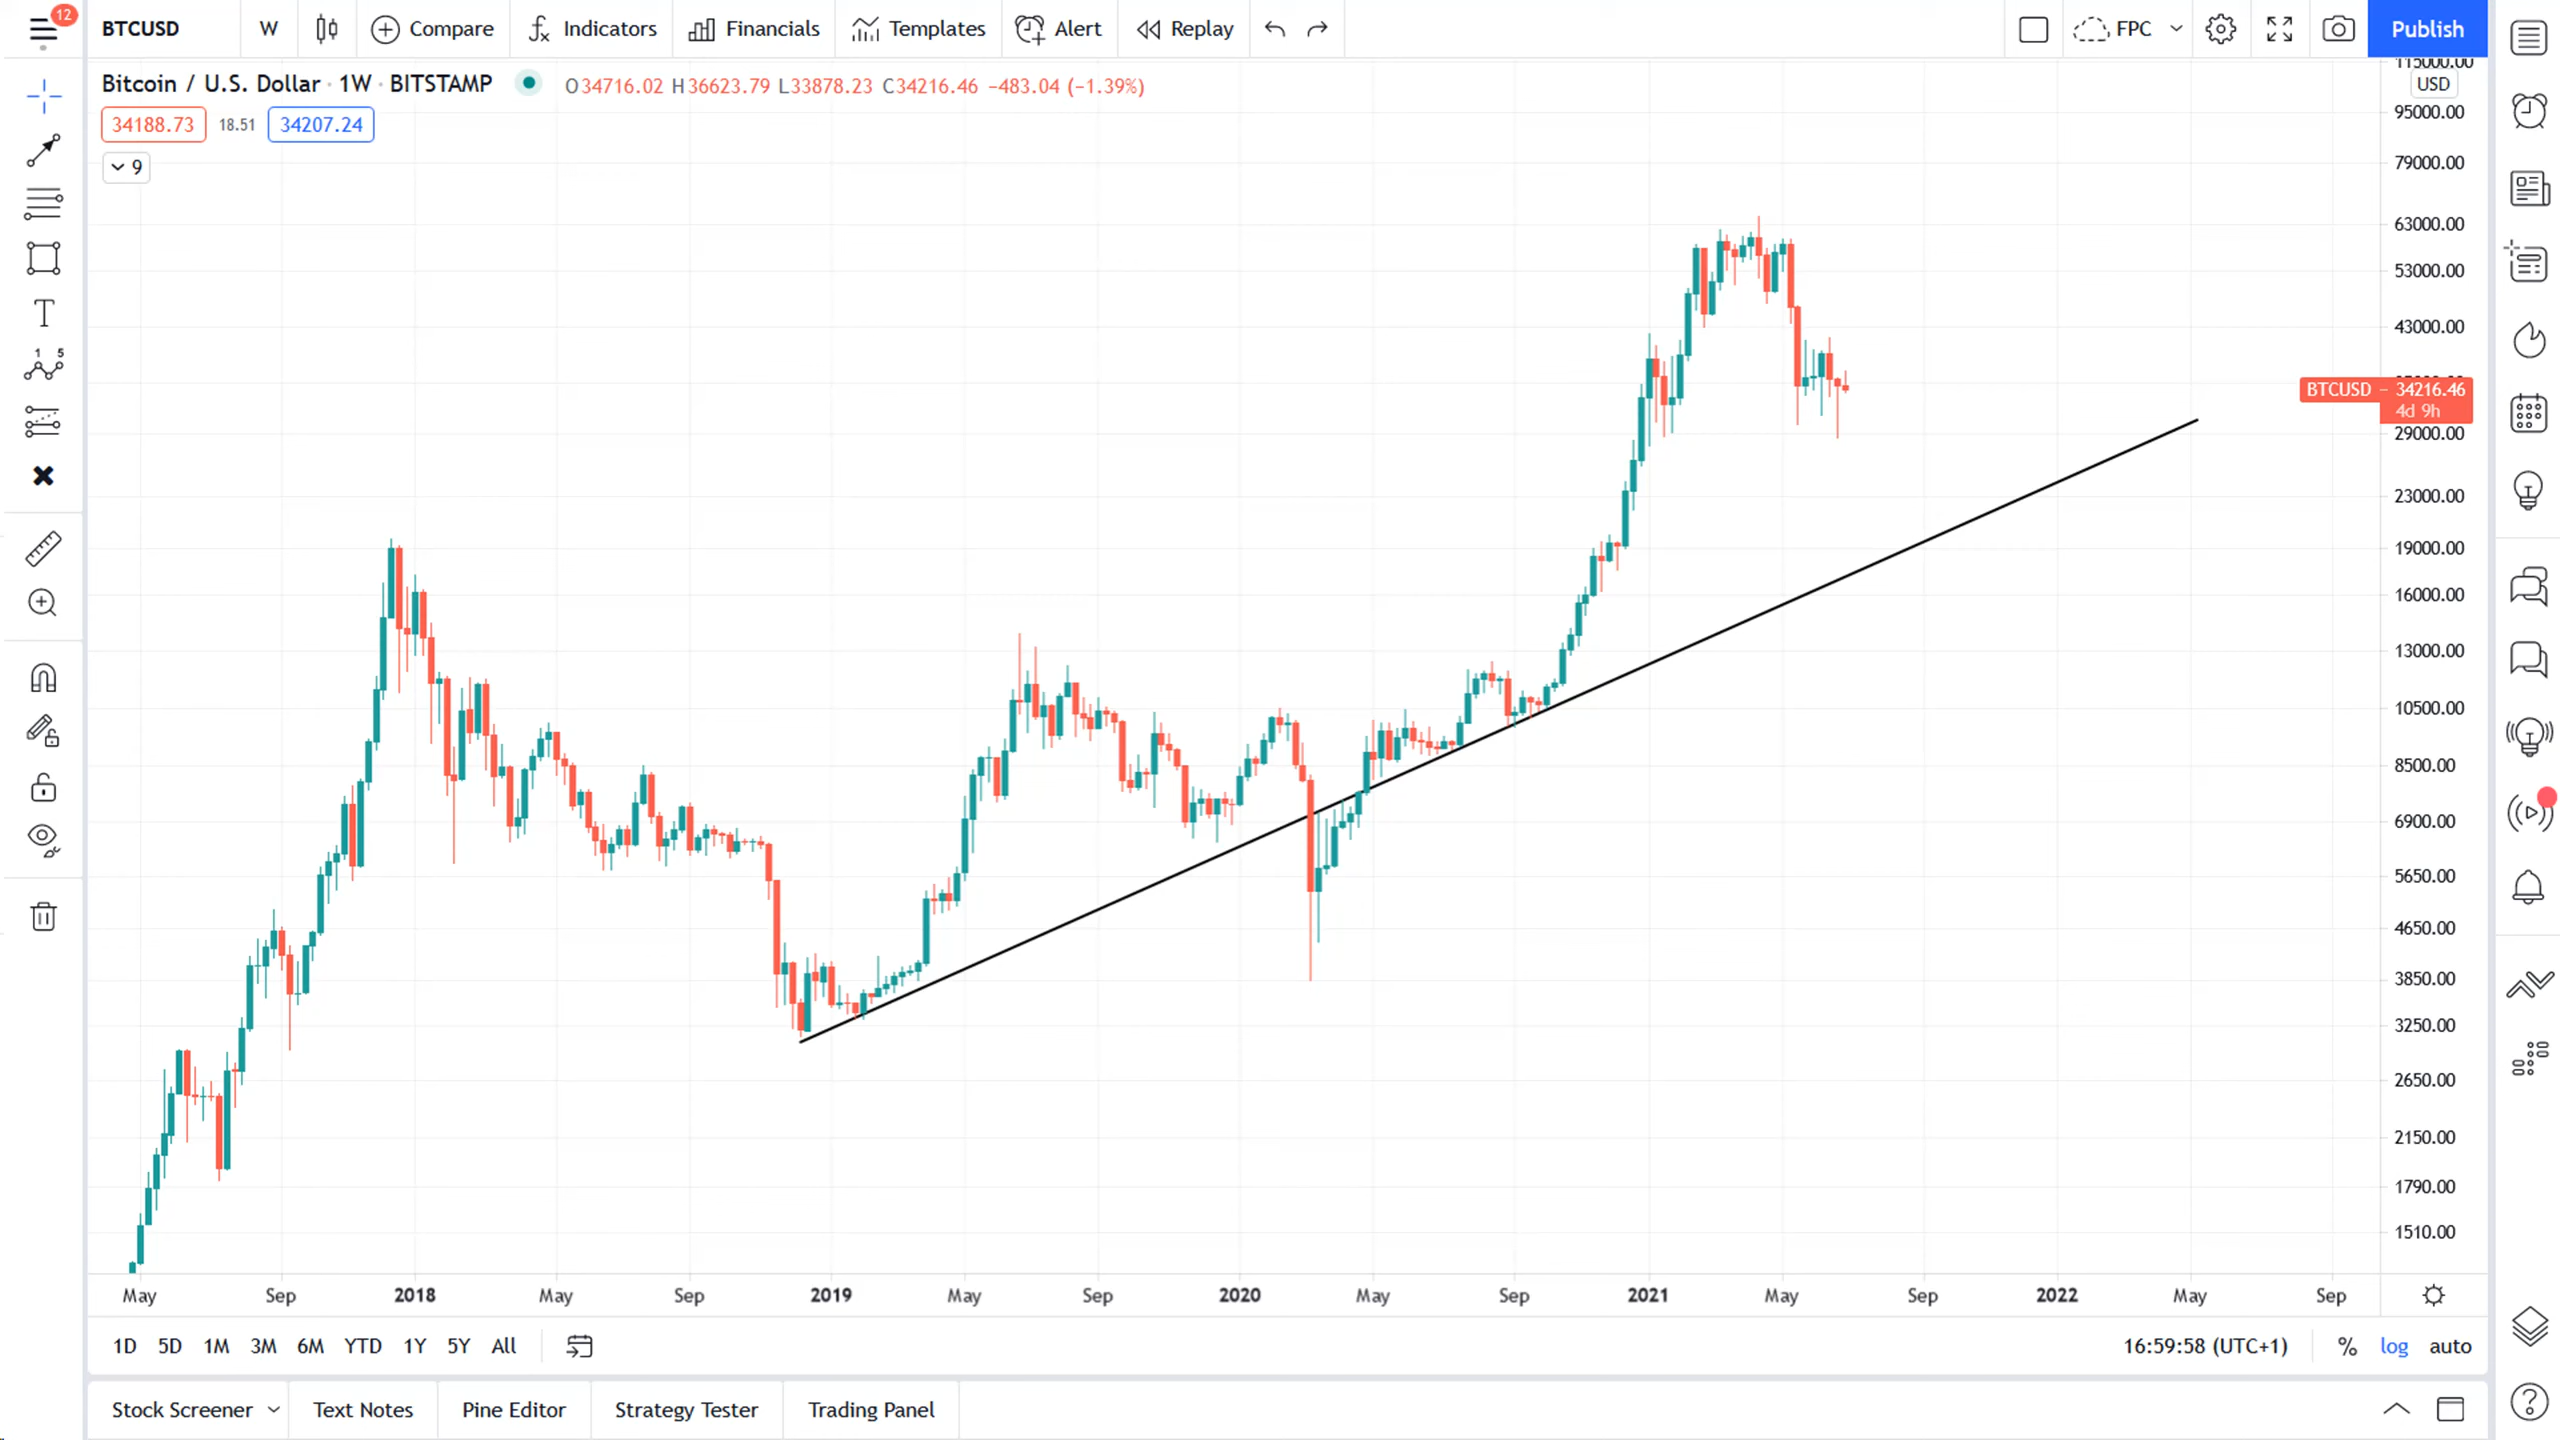 12
BTCUSD W Compare Indicators Financials Templates Alert Replay FPC Publish
Bitcoin / U.S. Dollar · 1W · BITSTAMP O34716.02 H36623.79 L33878.23 C34216.46 −483.04 (−1.39%)
34188.73 18.51 34207.24
9
1 5
T
115000.00
USD
95000.00
79000.00
63000.00
53000.00
43000.00
BTCUSD 34216.46
4d 9h
29000.00
23000.00
19000.00
16000.00
13000.00
10500.00
8500.00
6900.00
5650.00
4650.00
3850.00
3250.00
2650.00
2150.00
1790.00
1510.00
May Sep 2018 May Sep 2019 May Sep 2020 May Sep 2021 May Sep 2022 May Sep
1D 5D 1M 3M 6M YTD 1Y 5Y All 16:59:58 (UTC+1) % log auto
Stock Screener Text Notes Pine Editor Strategy Tester Trading Panel